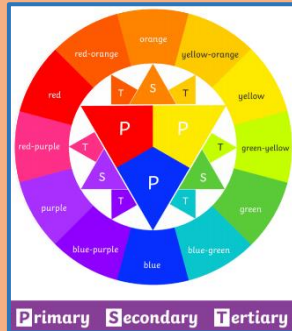 orange
red-orange
yellow-orange
red
yellow
red-purple
green-yellow
purple
green
blue-purple
blue-green
blue
T
S
T
P
P
T
T
P
S
S
T
T
Primary Secondary Tertiary